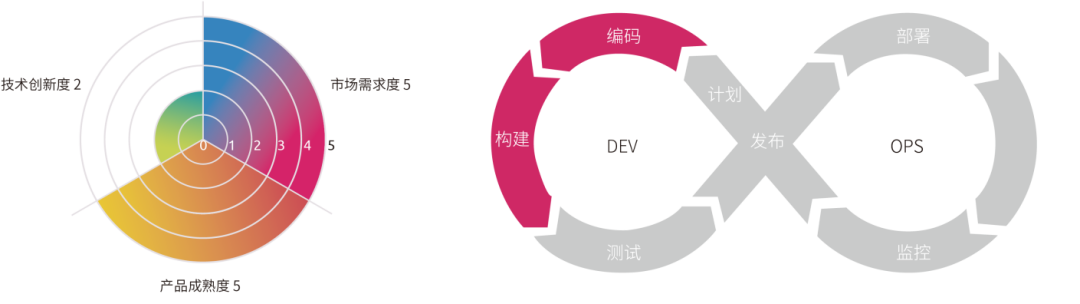 技术创新度 2
市场需求度 5
0 1 2 3 4 5
产品成熟度 5
编码
构建
计划
DEV
测试
发布
部署
OPS
监控